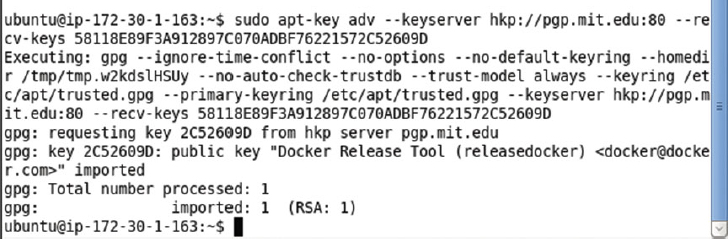 ubuntu@ip-172-30-1-163:~$ sudo apt-key adv --keyserver hkp://pgp.mit.edu:80 --re
cv-keys 58118E89F3A912897C070ADBF76221572C52609D
Executing: gpg --ignore-time-conflict --no-options --no-default-keyring --homedi
r /tmp/tmp.w2kdslHSUy --no-auto-check-trustdb --trust-model always --keyring /et
c/apt/trusted.gpg --primary-keyring /etc/apt/trusted.gpg --keyserver hkp://pgp.m
it.edu:80 --recv-keys 58118E89F3A912897C070ADBF76221572C52609D
gpg: requesting key 2C52609D from hkp server pgp.mit.edu
gpg: key 2C52609D: public key "Docker Release Tool (releasedocker) <docker@docke
r.com>" imported
gpg: Total number processed: 1
gpg:               imported: 1  (RSA: 1)
ubuntu@ip-172-30-1-163:~$